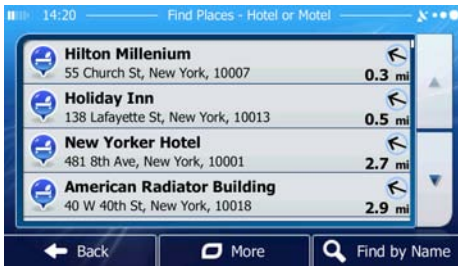 14:20 Find Places - Hotel or Motel
Hilton Millenium
55 Church St, New York, 10007 0.3 mi
Holiday Inn
138 Lafayette St, New York, 10013 0.5 mi
New Yorker Hotel
481 8th Ave, New York, 10001 2.7 mi
American Radiator Building
40 W 40th St, New York, 10018 2.9 mi
Back More Find by Name